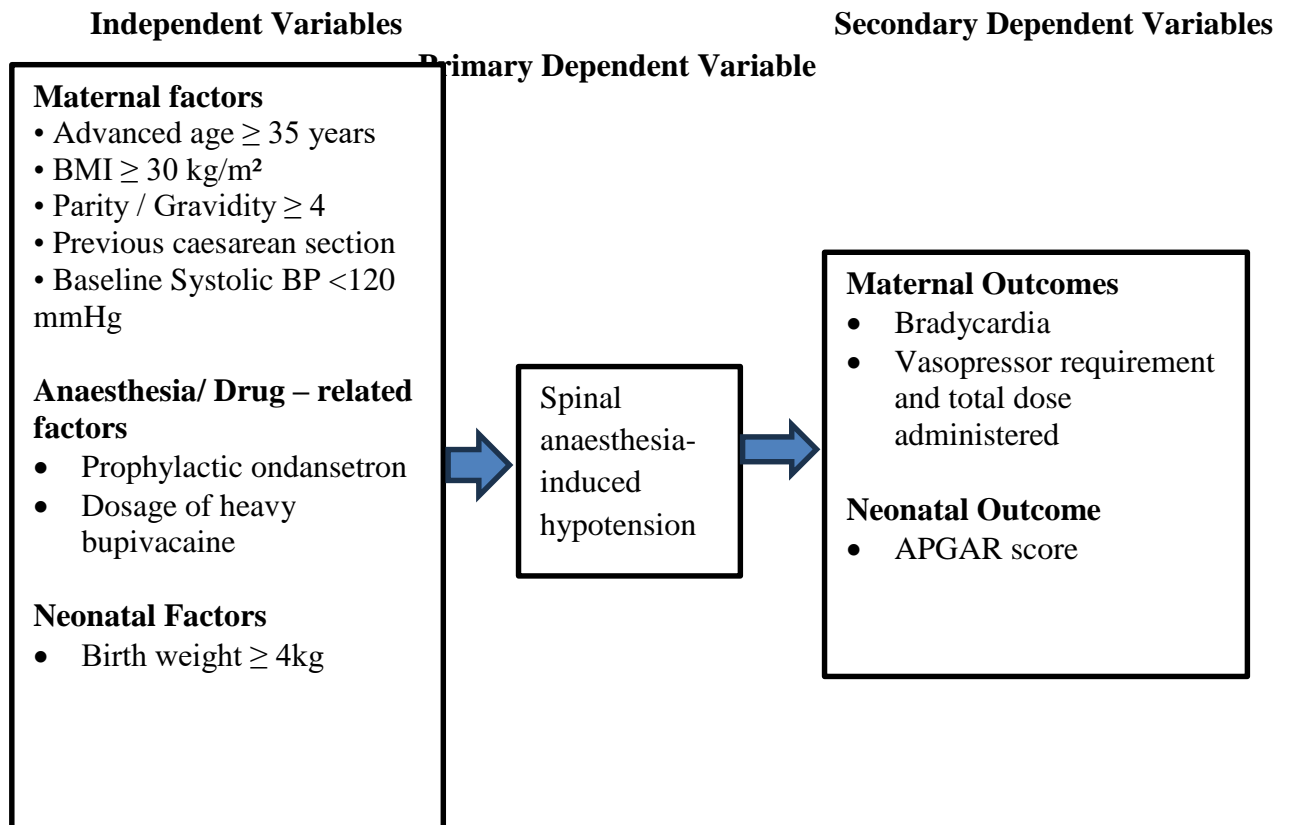 Independent Variables
Secondary Dependent Variables
Primary Dependent Variable
Maternal factors
• Advanced age ≥ 35 years
• BMI ≥ 30 kg/m²
• Parity / Gravidity ≥ 4
• Previous caesarean section
• Baseline Systolic BP <120
mmHg
Anaesthesia/ Drug – related
factors
• Prophylactic ondansetron
• Dosage of heavy
bupivacaine
Neonatal Factors
• Birth weight ≥ 4kg
Spinal
anaesthesia-
induced
hypotension
Maternal Outcomes
• Bradycardia
• Vasopressor requirement
and total dose
administered
Neonatal Outcome
• APGAR score